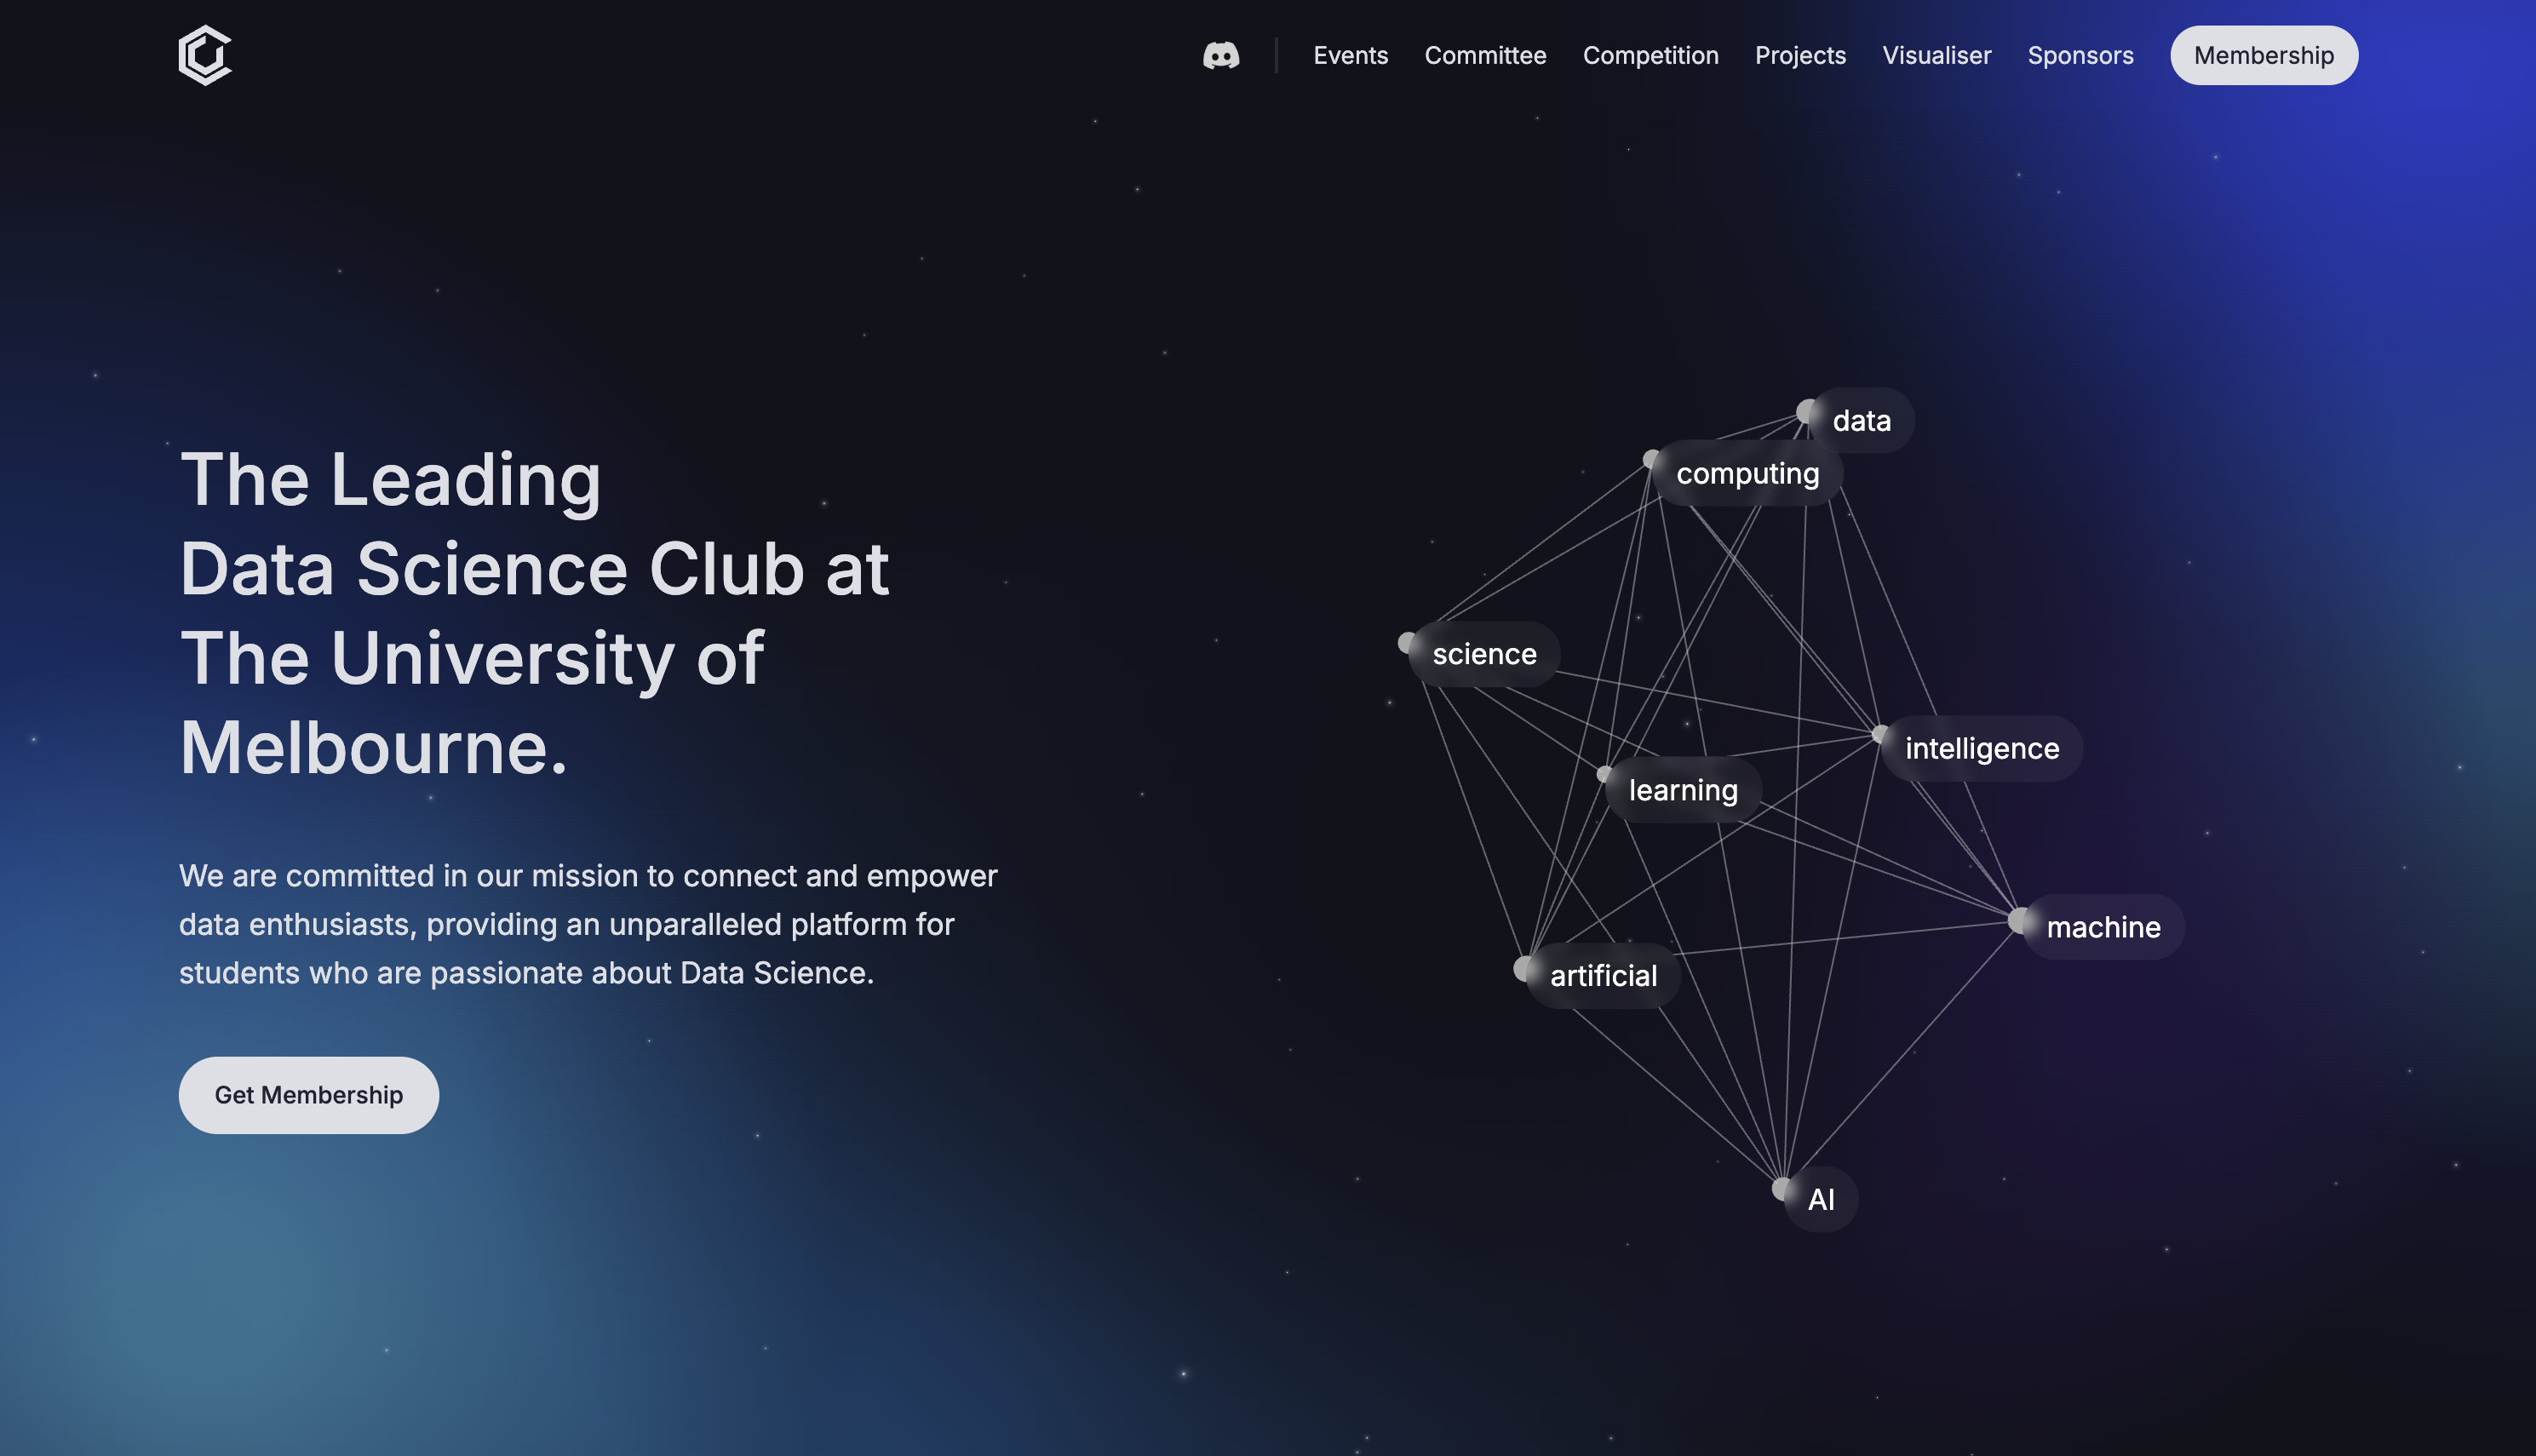 Events
Committee
Competition
Projects
Visualiser
Sponsors
Membership
The Leading
Data Science Club at
The University of
Melbourne.
We are committed in our mission to connect and empower
data enthusiasts, providing an unparalleled platform for
students who are passionate about Data Science.
Get Membership
data
computing
science
intelligence
learning
machine
artificial
AI